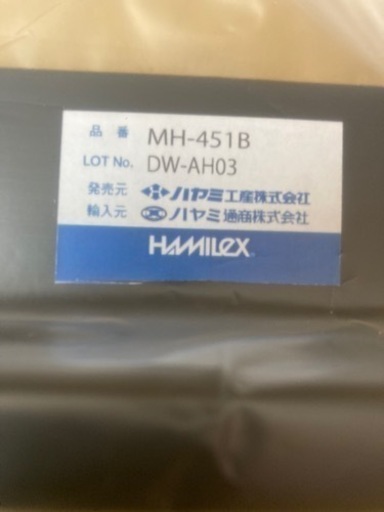 品番 MH-451B
LOT No. DW-AH03
発売元 ハヤミ工産株式会社
輸入元 ハヤミ通商株式会社
HAMILEX